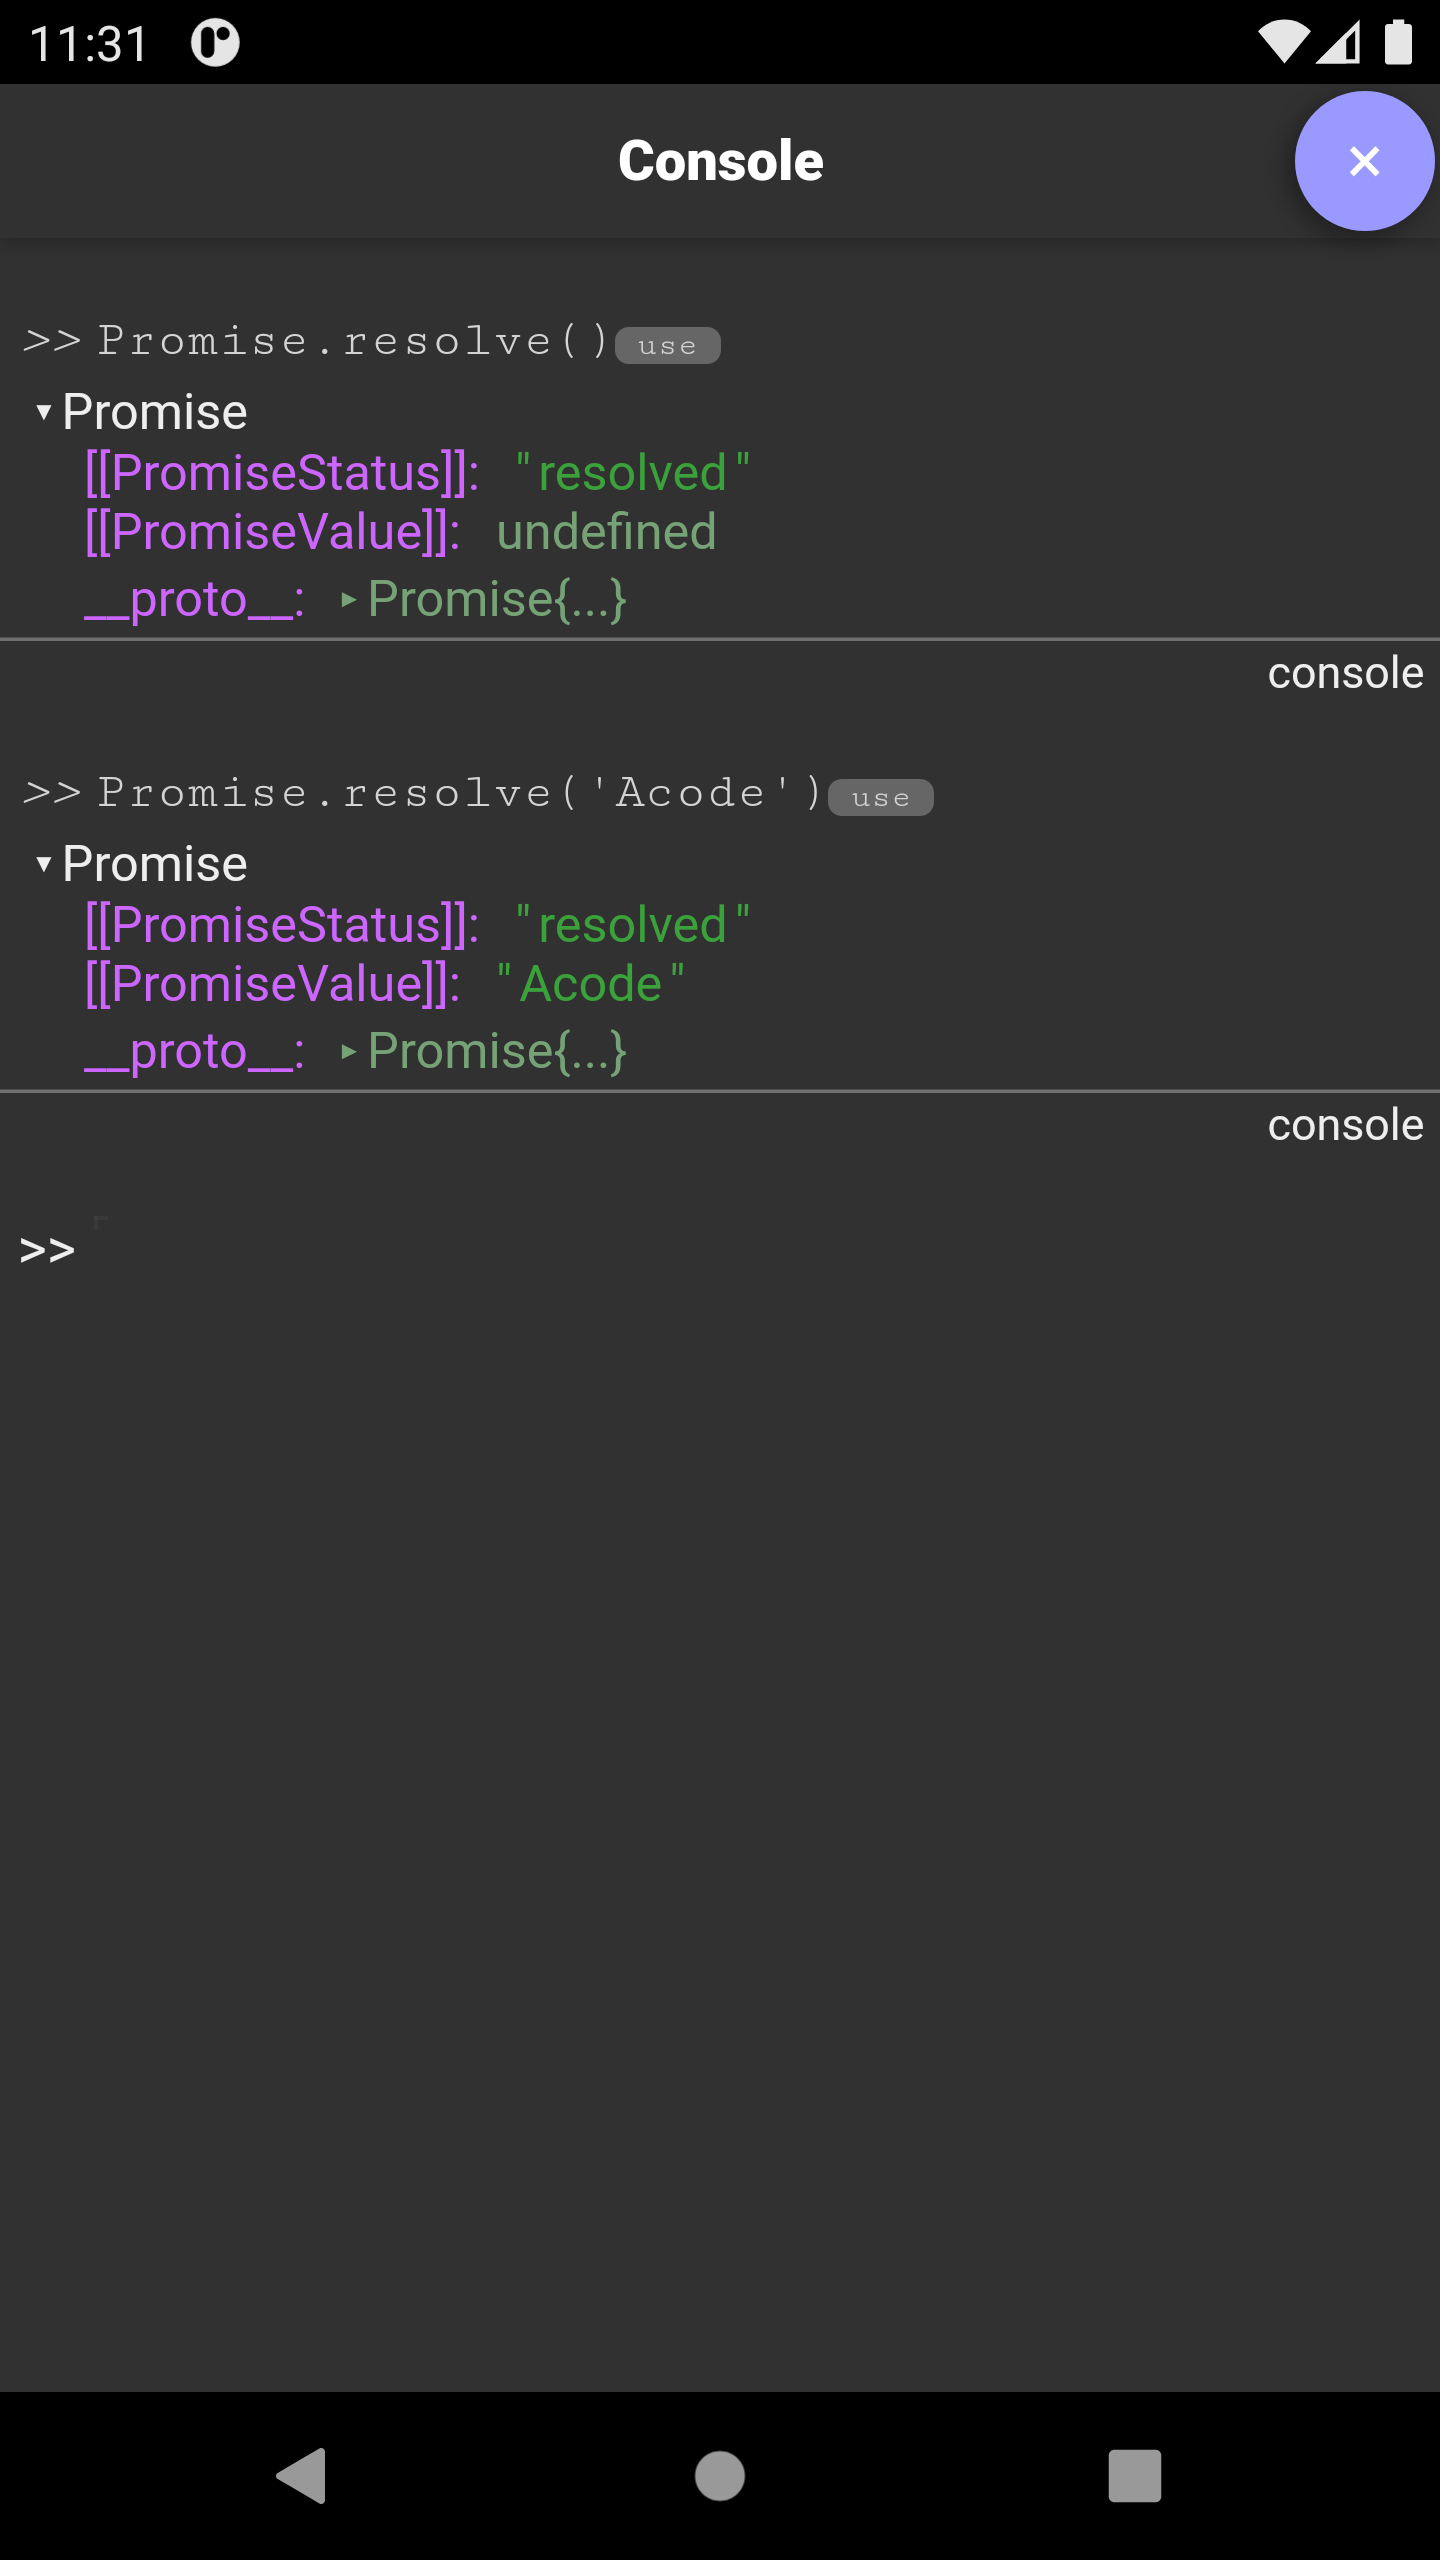 11:31
Console
>> Promise.resolve() use
▾ Promise
[[PromiseStatus]]: "resolved"
[[PromiseValue]]: undefined
__proto__: ▸ Promise{...}
console
>> Promise.resolve('Acode') use
▾ Promise
[[PromiseStatus]]: "resolved"
[[PromiseValue]]: "Acode"
__proto__: ▸ Promise{...}
console
>>